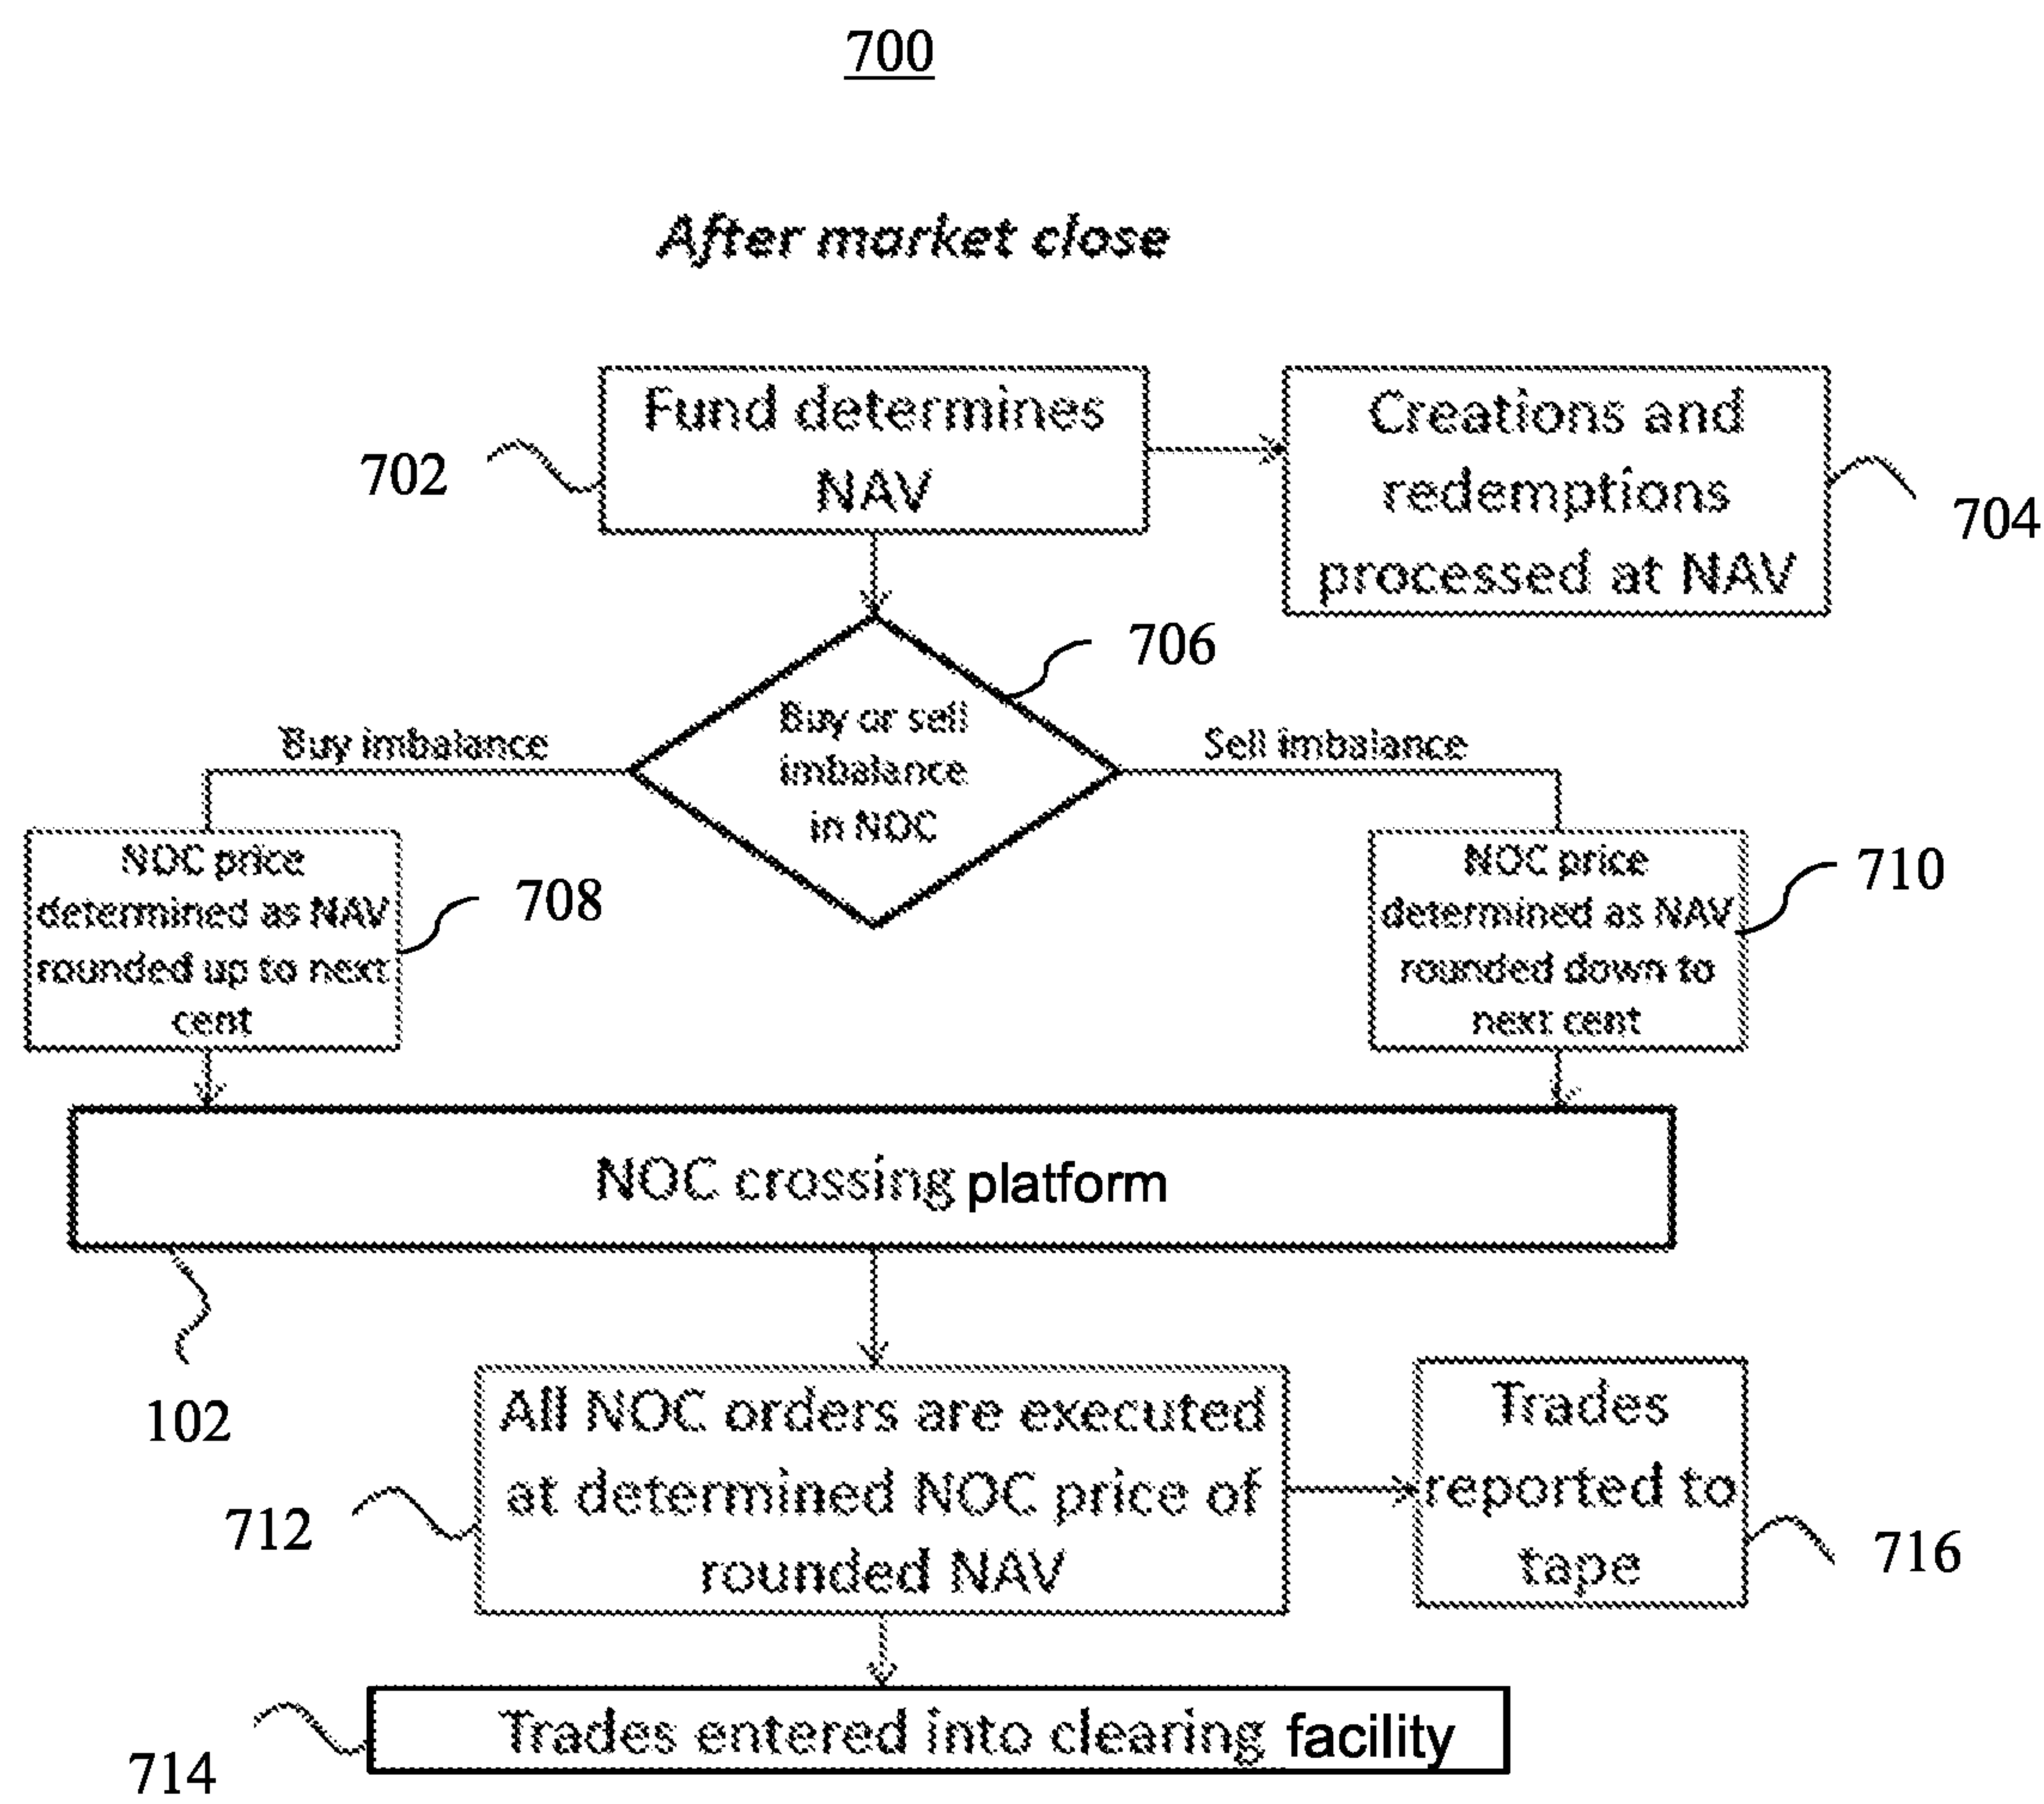 700
After market close
Fund determines
NAV
702
Creations and
redemptions
processed at NAV
704
706
Buy or sell
imbalance
in NOC
Buy imbalance
Sell imbalance
NOC price
determined as NAV
rounded up to next
cent
708
NOC price
determined as NAV
rounded down to
next cent
710
NOC crossing platform
102
All NOC orders are executed
at determined NOC price of
rounded NAV
712
Trades
reported to
tape
716
Trades entered into clearing facility
714